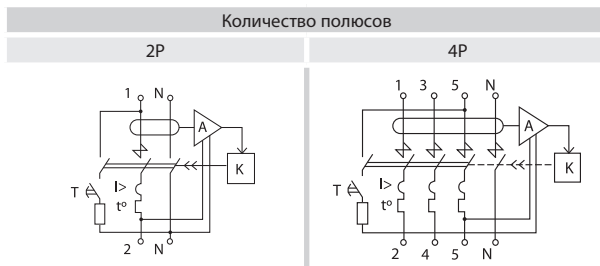 Количество полюсов
2P 4P
1 N 1 3 5 N
A A
K K
T I> T I>
t° t°
2 N 2 4 5 N